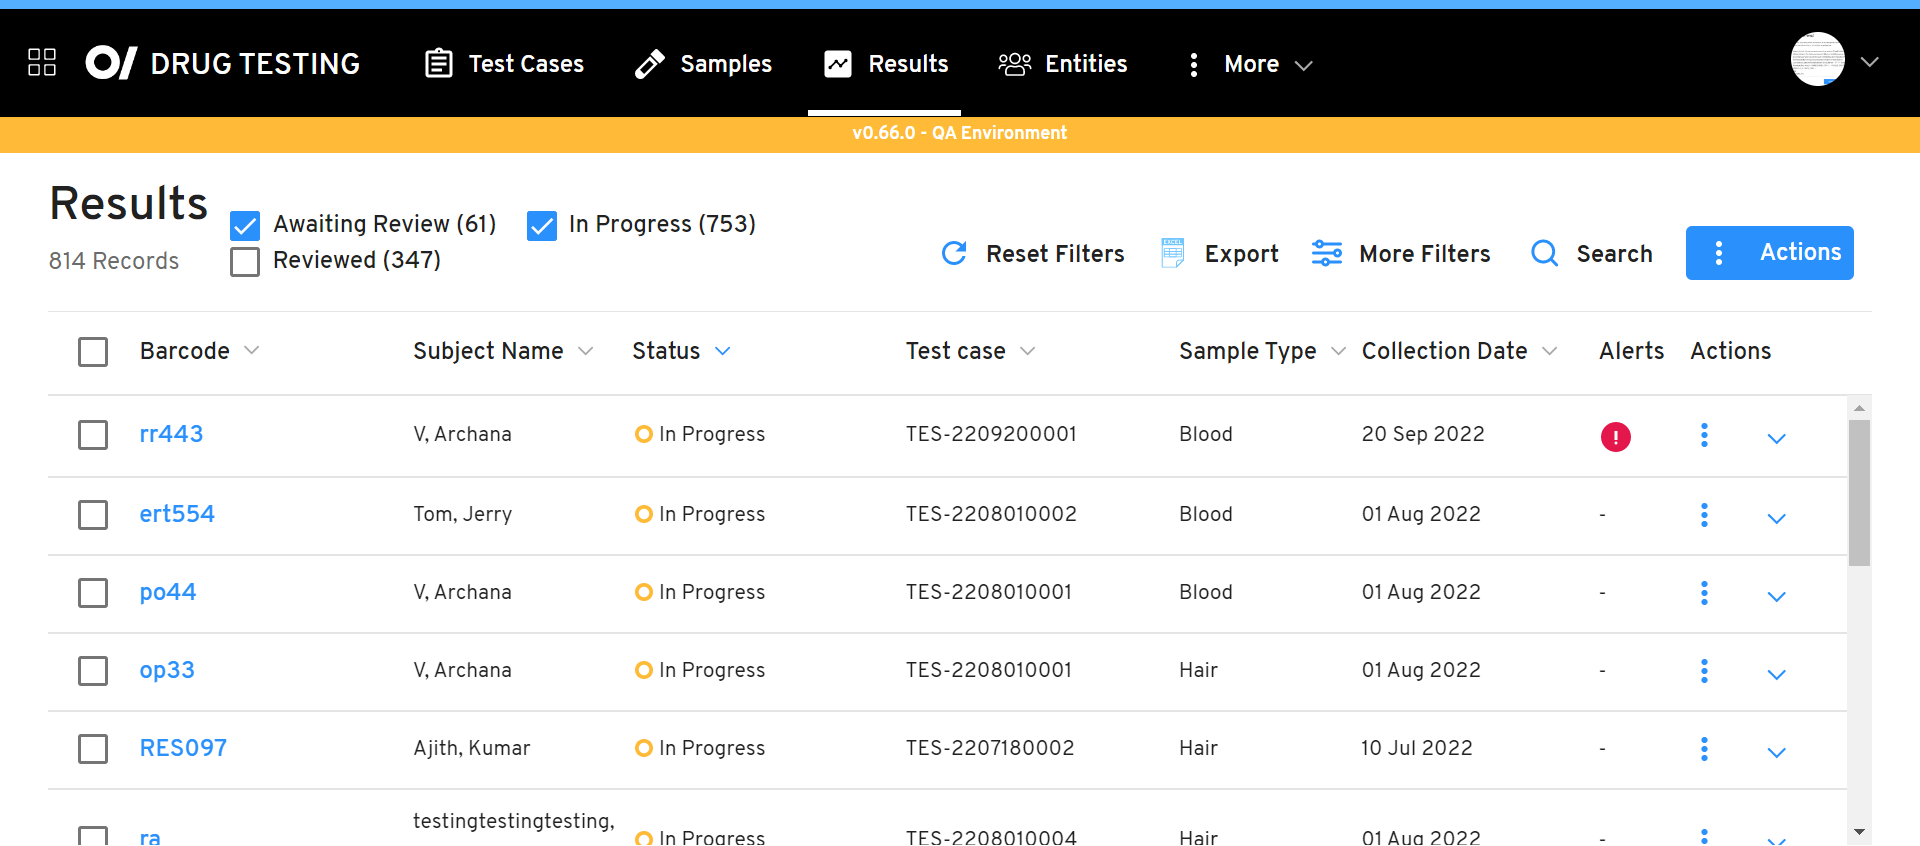 DRUG TESTING
Test Cases
Samples
Results
Entities
More
v0.66.0 - QA Environment
Results
814 Records
Awaiting Review (61)
In Progress (753)
Reviewed (347)
Reset Filters
Export
More Filters
Search
Actions
Barcode Subject Name Status Test case Sample Type Collection Date Alerts Actions
rr443 V, Archana In Progress TES-2209200001 Blood 20 Sep 2022 !
ert554 Tom, Jerry In Progress TES-2208010002 Blood 01 Aug 2022 -
po44 V, Archana In Progress TES-2208010001 Blood 01 Aug 2022 -
op33 V, Archana In Progress TES-2208010001 Hair 01 Aug 2022 -
RES097 Ajith, Kumar In Progress TES-2207180002 Hair 10 Jul 2022 -
testingtestingtesting,
ra In Progress TES-2208010004 Hair 01 Aug 2022 -